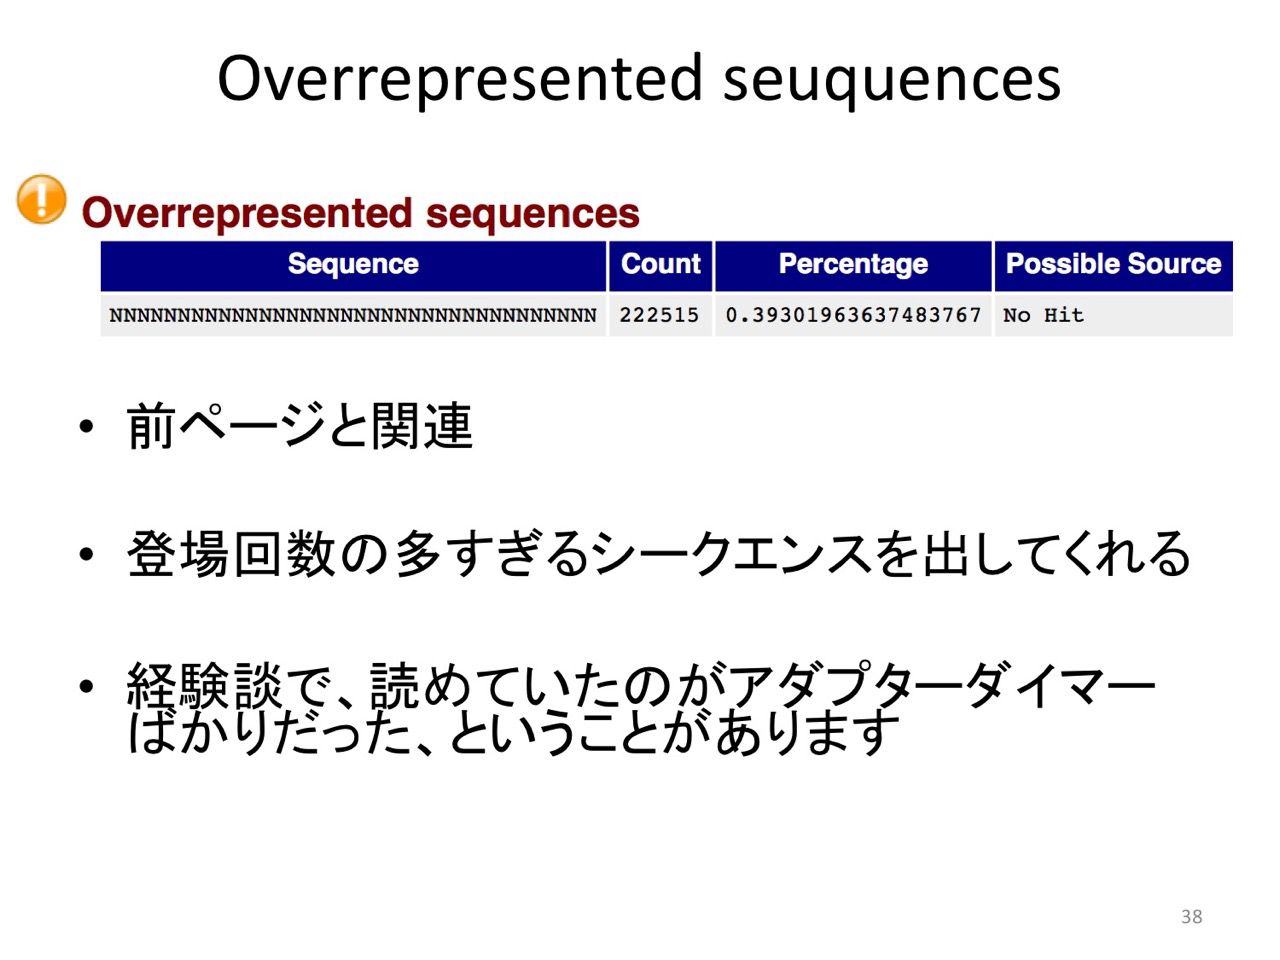 Overrepresented seuquences
Overrepresented sequences
Sequence Count Percentage Possible Source
NNNNNNNNNNNNNNNNNNNNNNNNNNNNNNNNNNNN 222515 0.39301963637483767 No Hit
• 前ページと関連
• 登場回数の多すぎるシークエンスを出してくれる
• 経験談で、読めていたのがアダプターダイマー
ばかりだった、ということがあります
38